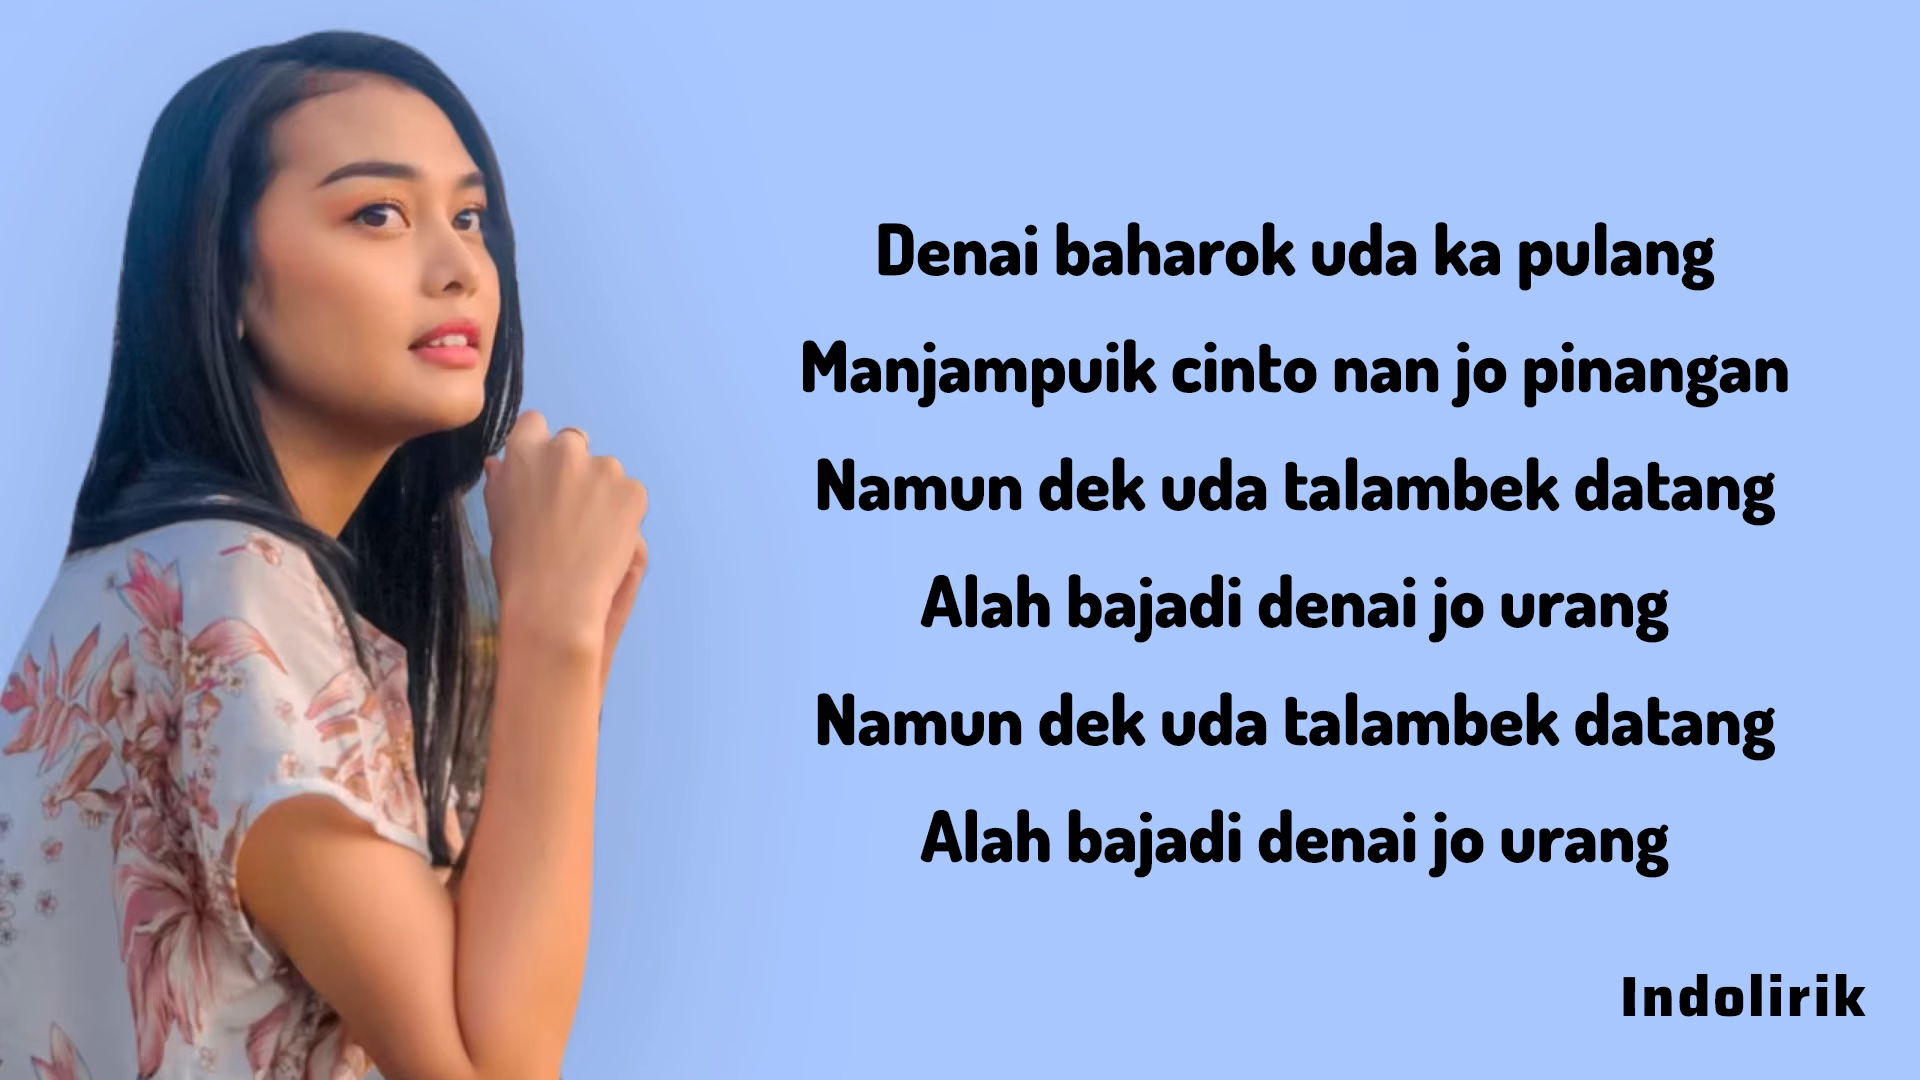 Denai baharok uda ka pulang
Manjampuik cinto nan jo pinangan
Namun dek uda talambek datang
Alah bajadi denai jo urang
Namun dek uda talambek datang
Alah bajadi denai jo urang
Indolirik